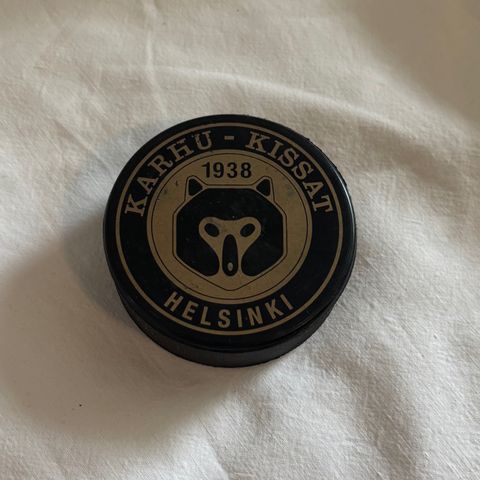 KARHU - KISSAT
1938
HELSINKI